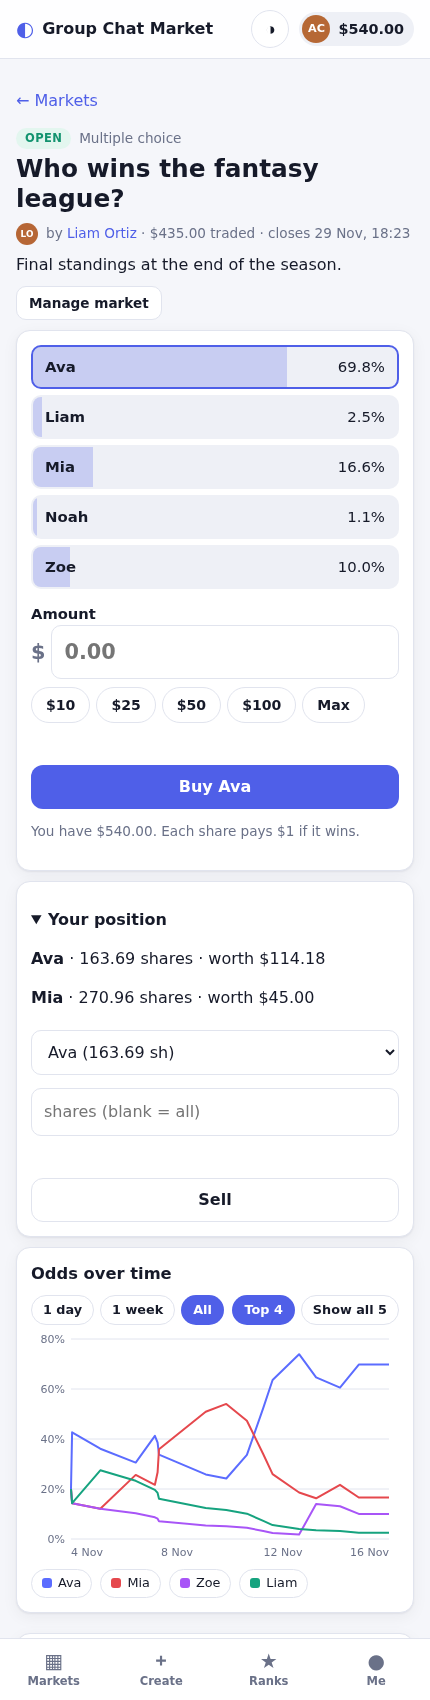 Group Chat Market
AC $540.00
← Markets
OPEN Multiple choice
Who wins the fantasy
league?
LO by Liam Ortiz · $435.00 traded · closes 29 Nov, 18:23
Final standings at the end of the season.
Manage market
Ava 69.8%
Liam 2.5%
Mia 16.6%
Noah 1.1%
Zoe 10.0%
Amount
$ 0.00
$10 $25 $50 $100 Max
Buy Ava
You have $540.00. Each share pays $1 if it wins.
▼ Your position
Ava · 163.69 shares · worth $114.18
Mia · 270.96 shares · worth $45.00
Ava (163.69 sh)
shares (blank = all)
Sell
Odds over time
1 day 1 week All Top 4 Show all 5
80%
60%
40%
20%
0%
4 Nov 8 Nov 12 Nov 16 Nov
Ava Mia Zoe Liam
Markets Create Ranks Me